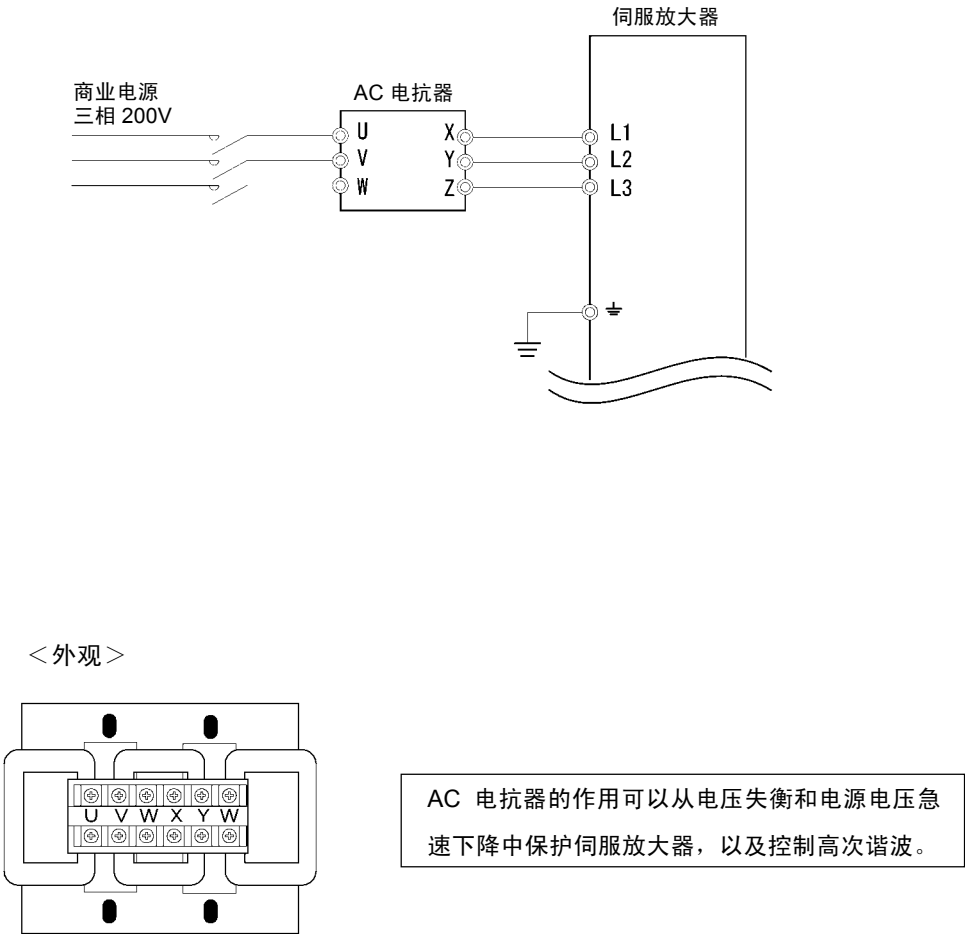 伺服放大器
商业电源
三相 200V
AC 电抗器
U X L1
V Y L2
W Z L3
＜外观＞
U V W X Y W
AC 电抗器的作用可以从电压失衡和电源电压急
速下降中保护伺服放大器，以及控制高次谐波。